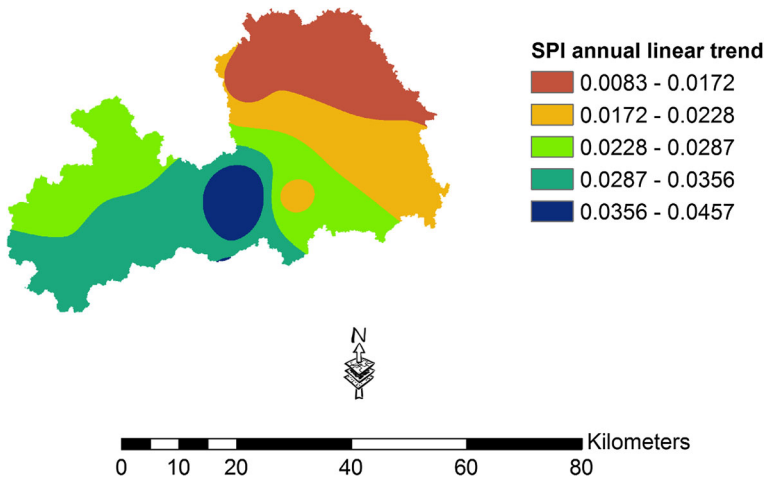 SPI annual linear trend
0.0083 - 0.0172
0.0172 - 0.0228
0.0228 - 0.0287
0.0287 - 0.0356
0.0356 - 0.0457
N
Kilometers
0 10 20 40 60 80